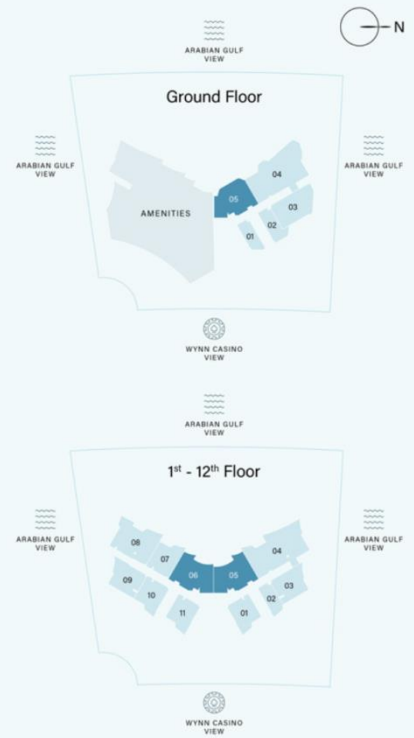 N
ARABIAN GULF
VIEW
Ground Floor
ARABIAN GULF
VIEW
ARABIAN GULF
VIEW
04
05
03
AMENITIES
02
01
WYNN CASINO
VIEW
ARABIAN GULF
VIEW
1st - 12th Floor
ARABIAN GULF
VIEW
ARABIAN GULF
VIEW
08
07
04
06
05
09
03
10
02
11
01
WYNN CASINO
VIEW